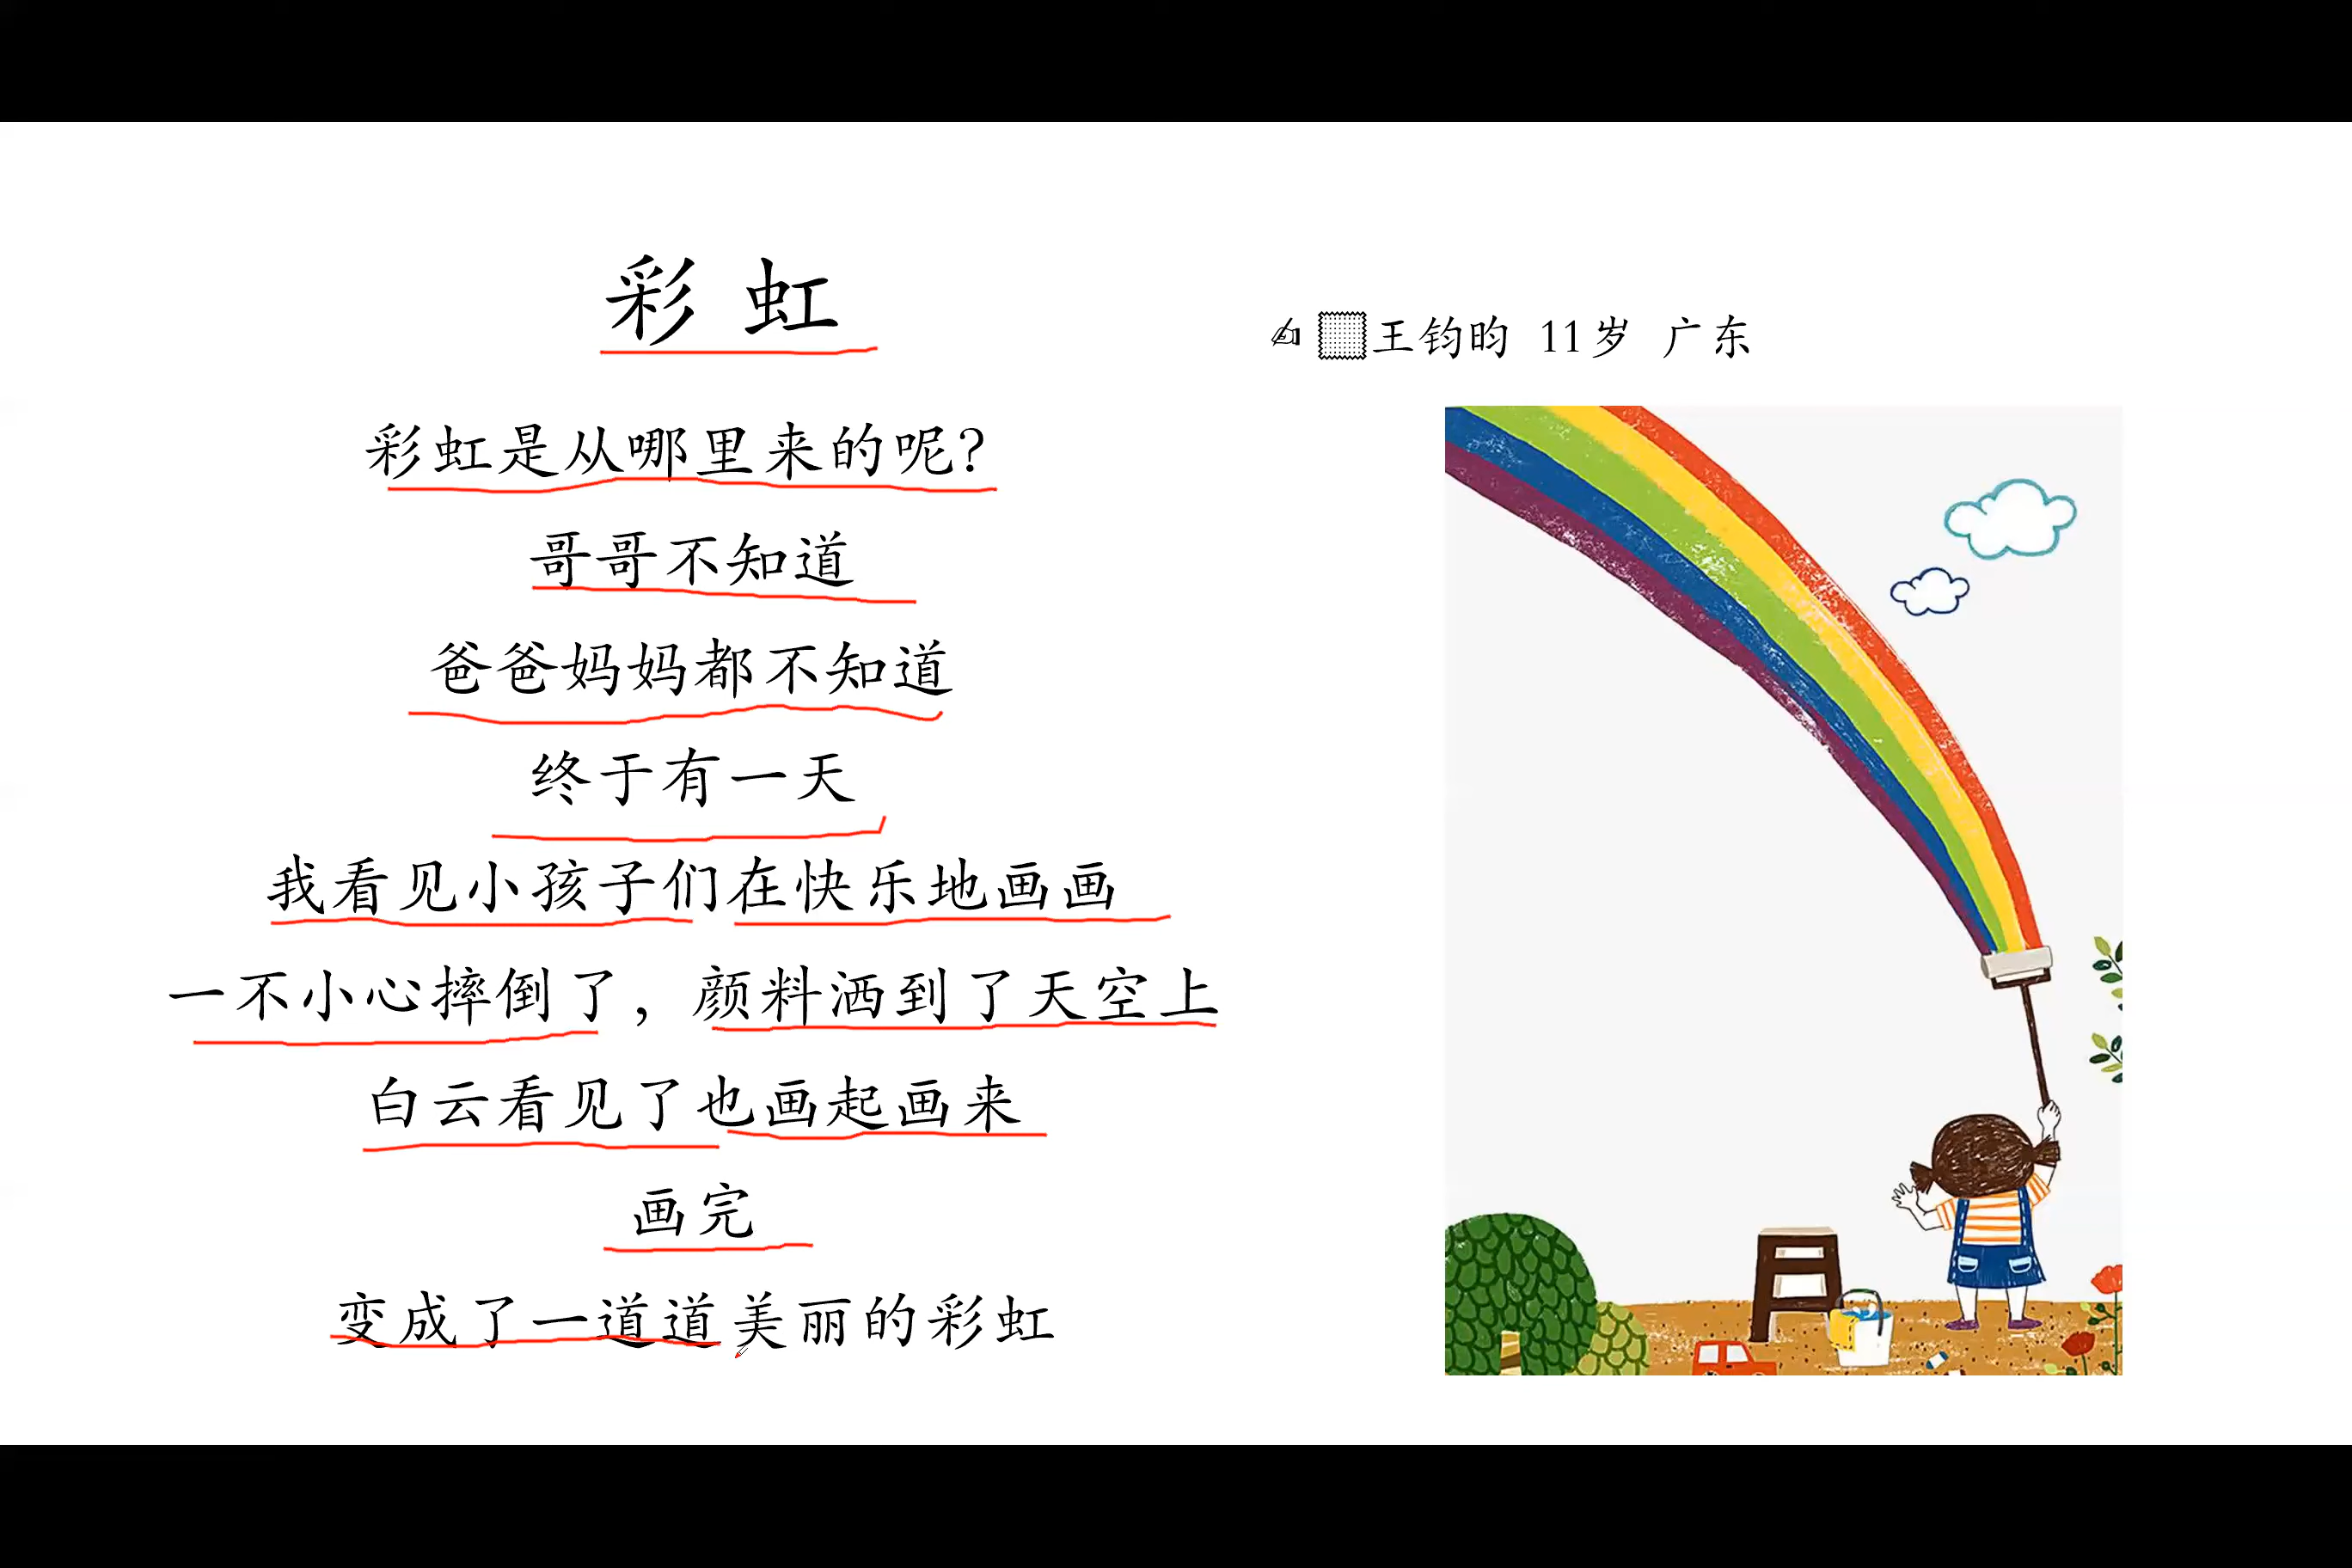 彩虹
王钧昀 11岁 广东
彩虹是从哪里来的呢?
哥哥不知道
爸爸妈妈都不知道
终于有一天
我看见小孩子们在快乐地画画
一不小心摔倒了，颜料洒到了天空上
白云看见了也画起画来
画完
变成了一道道美丽的彩虹